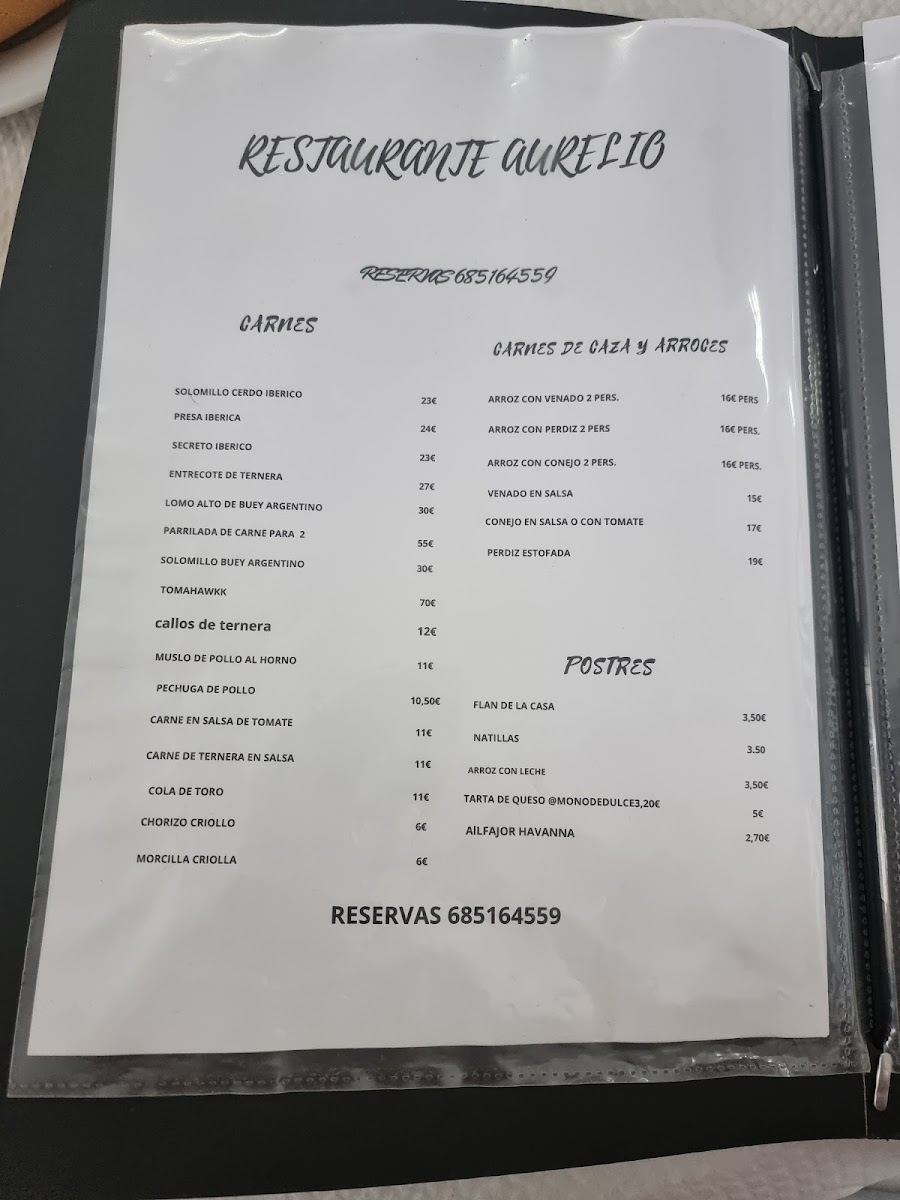 RESTAURANTE AURELIO
RESERVAS 685164559
CARNES
SOLOMILLO CERDO IBERICO 23€
PRESA IBERICA 24€
SECRETO IBERICO 23€
ENTRECOTE DE TERNERA 27€
LOMO ALTO DE BUEY ARGENTINO 30€
PARRILADA DE CARNE PARA 2 55€
SOLOMILLO BUEY ARGENTINO 30€
TOMAHAWKK 70€
callos de ternera 12€
MUSLO DE POLLO AL HORNO 11€
PECHUGA DE POLLO 10,50€
CARNE EN SALSA DE TOMATE 11€
CARNE DE TERNERA EN SALSA 11€
COLA DE TORO 11€
CHORIZO CRIOLLO 6€
MORCILLA CRIOLLA 6€
CARNES DE CAZA Y ARROCES
ARROZ CON VENADO 2 PERS. 16€ PERS
ARROZ CON PERDIZ 2 PERS 16€ PERS.
ARROZ CON CONEJO 2 PERS. 16€ PERS.
VENADO EN SALSA 15€
CONEJO EN SALSA O CON TOMATE 17€
PERDIZ ESTOFADA 19€
POSTRES
FLAN DE LA CASA 3,50€
NATILLAS 3.50
ARROZ CON LECHE 3,50€
TARTA DE QUESO @MONODEDULCE3,20€ 5€
AlLFAJOR HAVANNA 2,70€
RESERVAS 685164559